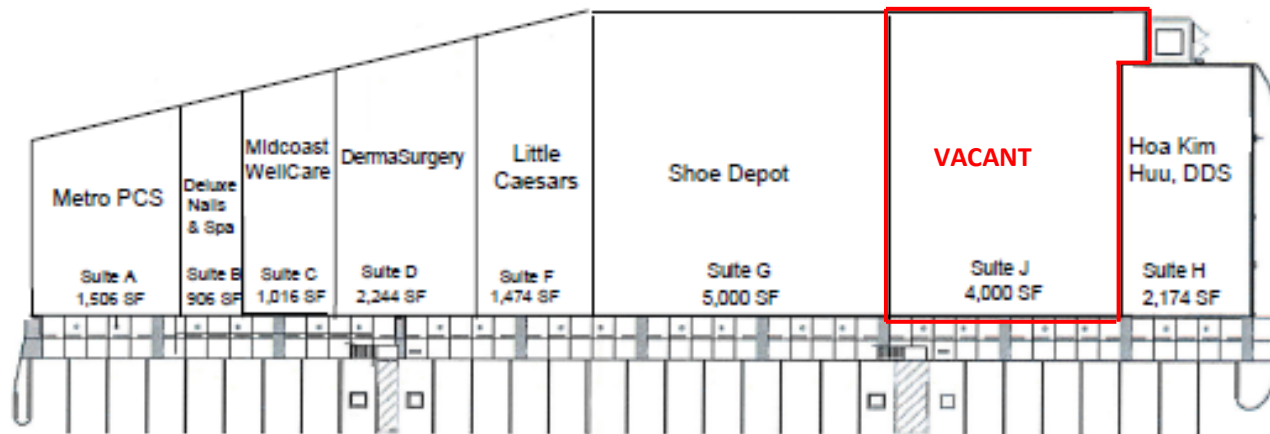 Metro PCS
Suite A
1,506 SF
Deluxe
Nails
& Spa
Suite B
906 SF
Midcoast
WellCare
Suite C
1,016 SF
DermaSurgery
Suite D
2,244 SF
Little
Caesars
Suite F
1,474 SF
Shoe Depot
Suite G
5,000 SF
VACANT
Suite J
4,000 SF
Hoa Kim
Huu, DDS
Suite H
2,174 SF